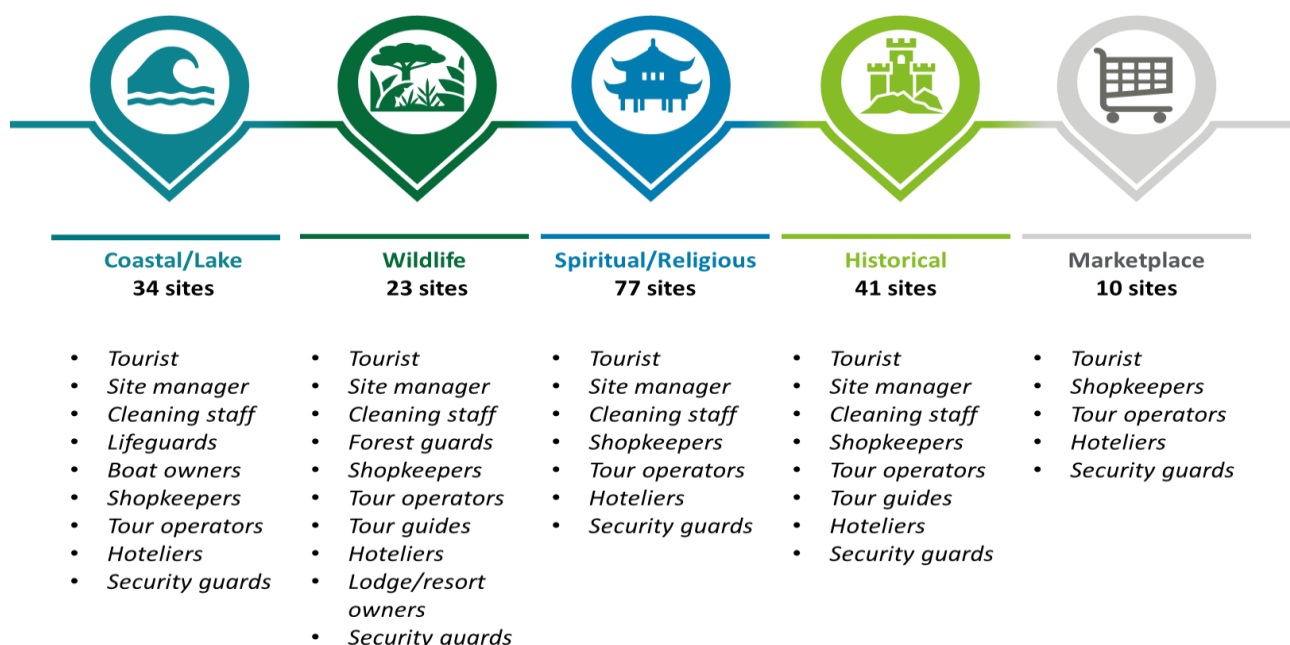 Coastal/Lake
34 sites
• Tourist
• Site manager
• Cleaning staff
• Lifeguards
• Boat owners
• Shopkeepers
• Tour operators
• Hoteliers
• Security guards
Wildlife
23 sites
• Tourist
• Site manager
• Cleaning staff
• Forest guards
• Shopkeepers
• Tour operators
• Tour guides
• Hoteliers
• Lodge/resort
owners
• Security guards
Spiritual/Religious
77 sites
• Tourist
• Site manager
• Cleaning staff
• Shopkeepers
• Tour operators
• Hoteliers
• Security guards
Historical
41 sites
• Tourist
• Site manager
• Cleaning staff
• Shopkeepers
• Tour operators
• Tour guides
• Hoteliers
• Security guards
Marketplace
10 sites
• Tourist
• Shopkeepers
• Tour operators
• Hoteliers
• Security guards